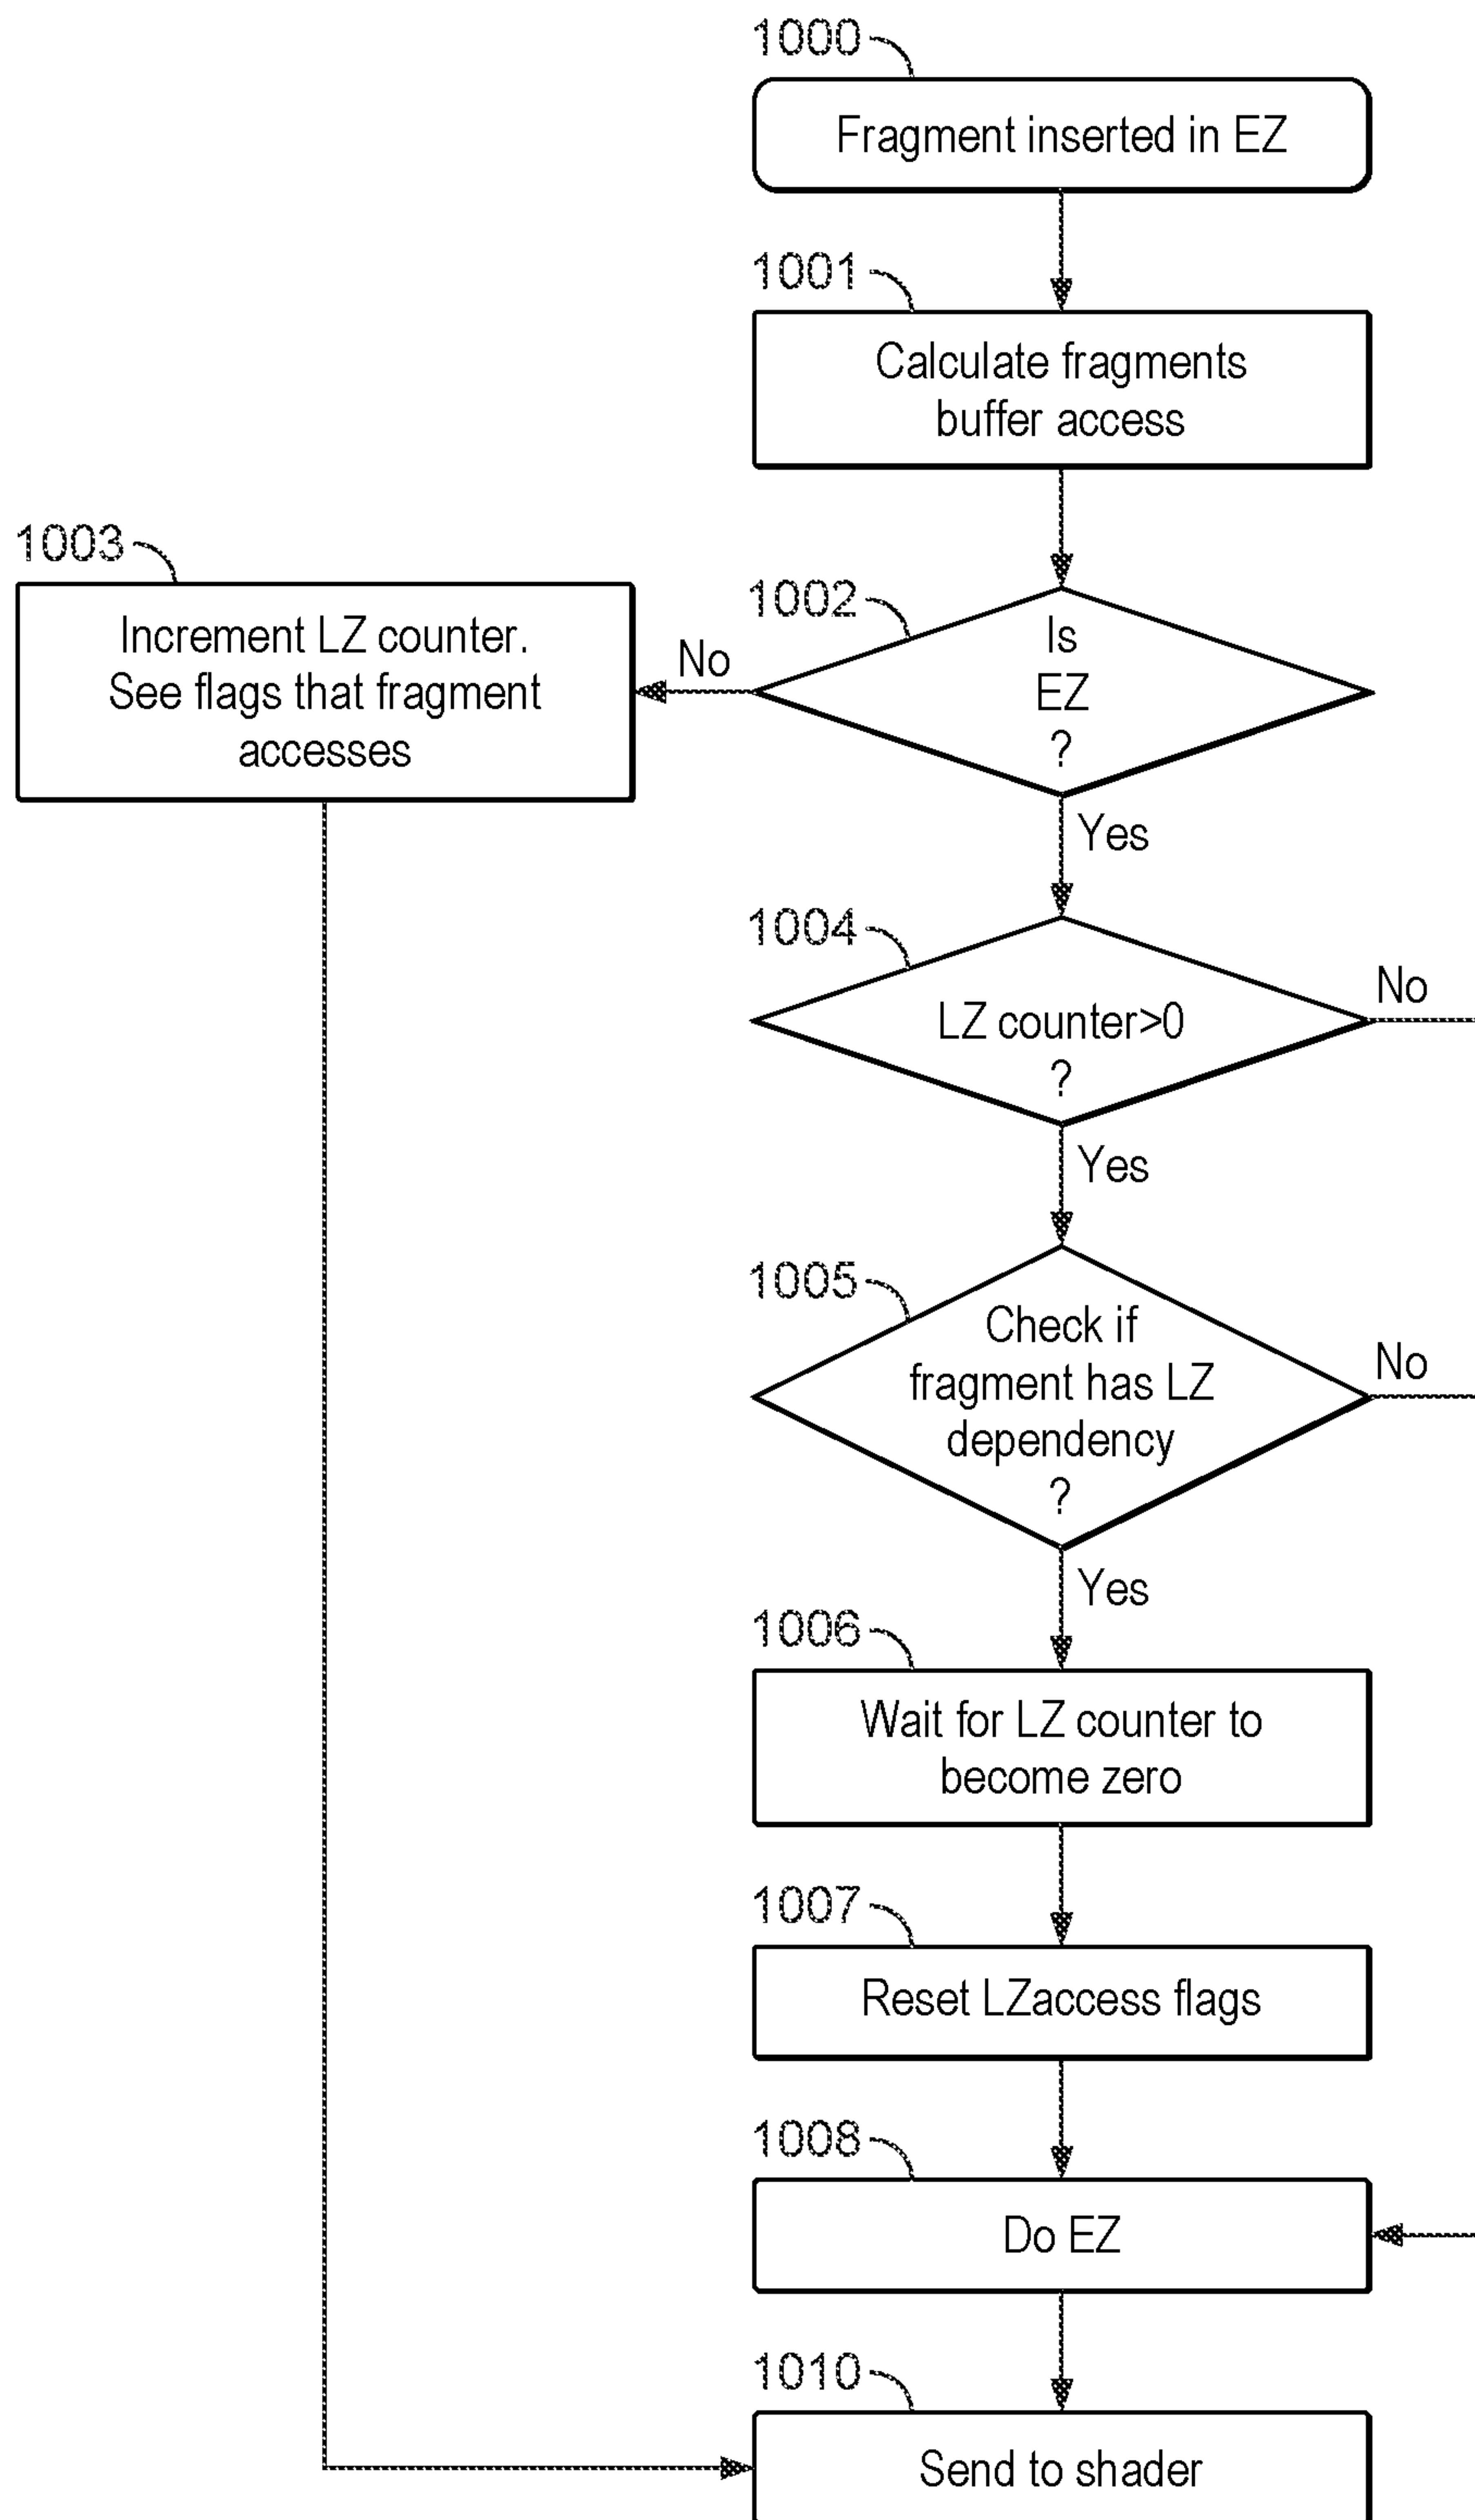 1000
Fragment inserted in EZ
1001
Calculate fragments
buffer access
1003
Increment LZ counter.
See flags that fragment
accesses
No
1002
Is
EZ
?
Yes
1004
LZ counter>0
?
No
Yes
1005
Check if
fragment has LZ
dependency
?
No
Yes
1006
Wait for LZ counter to
become zero
1007
Reset LZaccess flags
1008
Do EZ
1010
Send to shader